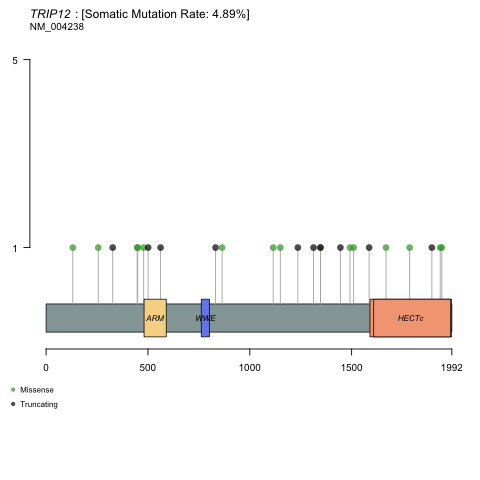 TRIP12 : [Somatic Mutation Rate: 4.89%]
NM_004238
5
1
ARM WWE HECTc
0 500 1000 1500 1992
Missense
Truncating